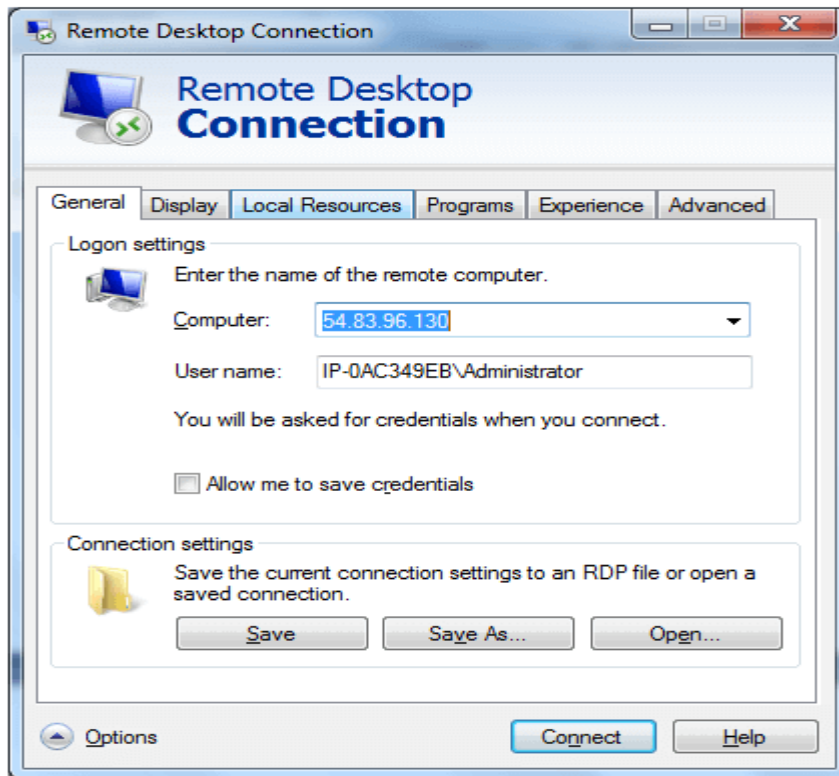 Remote Desktop Connection
Remote Desktop
Connection
General Display Local Resources Programs Experience Advanced
Logon settings
Enter the name of the remote computer.
Computer: 54.83.96.130
User name: IP-0AC349EB\Administrator
You will be asked for credentials when you connect.
Allow me to save credentials
Connection settings
Save the current connection settings to an RDP file or open a
saved connection.
Save Save As... Open...
Options Connect Help